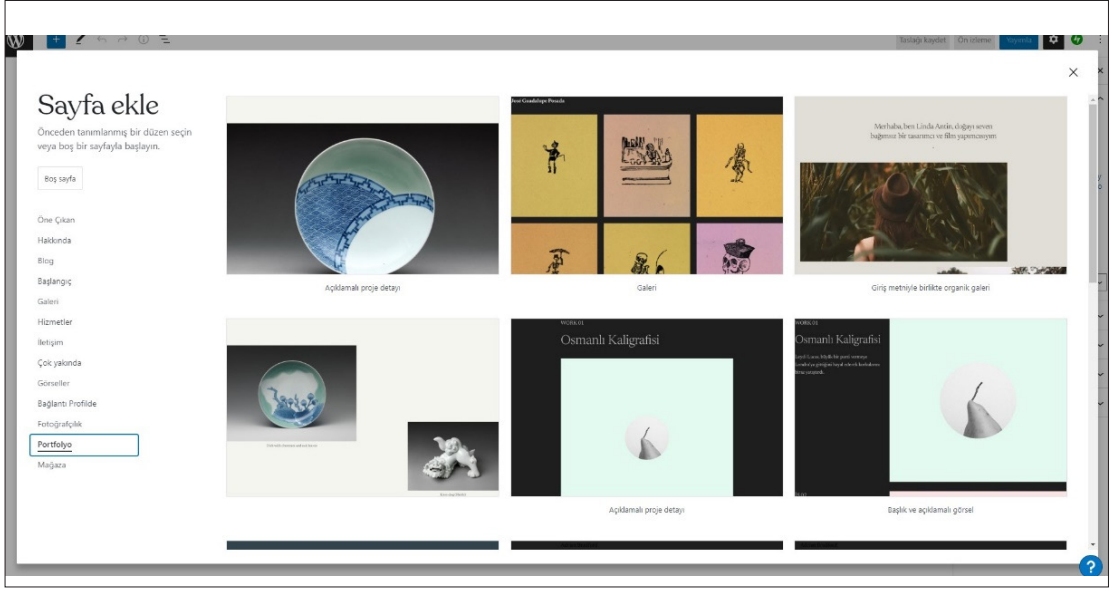 Taslağı kaydet Ön izleme Yayımla
Sayfa ekle
Önceden tanımlanmış bir düzen seçin
veya boş bir sayfayla başlayın.
Boş sayfa
Öne Çıkan
Hakkında
Blog
Başlangıç
Galeri
Hizmetler
İletişim
Çok yakında
Görseller
Bağlantı Profilde
Fotoğrafçılık
Portfolyo
Mağaza
Açıklamalı proje detayı
José Guadalupe Posada
Galeri
Merhaba, ben Linda Antin, doğayı seven
bağımsız bir tasarımcı ve film yapımcısıyım
Giriş metniyle birlikte organik galeri
WORK 01
Osmanlı Kaligrafisi
Açıklamalı proje detayı
WORK 01
Osmanlı Kaligrafisi
Başlık ve açıklamalı görsel